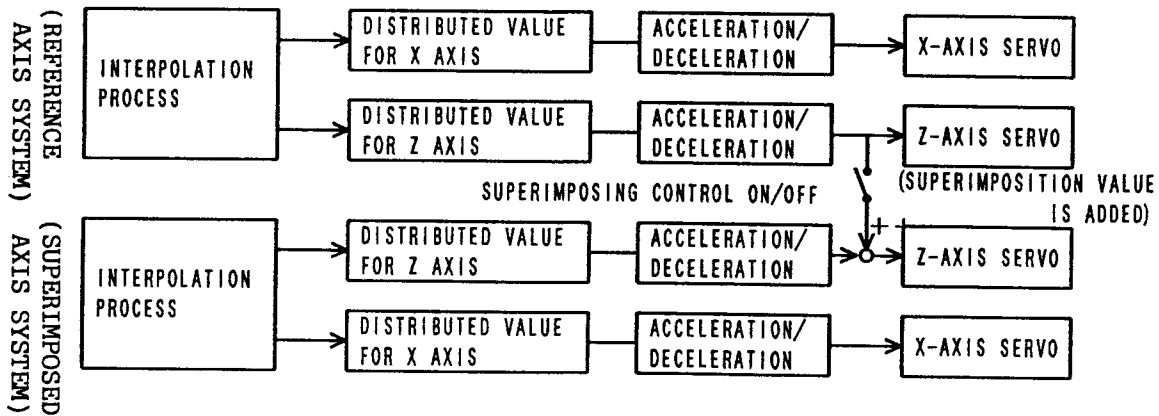 (REFERENCE
AXIS SYSTEM)
INTERPOLATION
PROCESS
DISTRIBUTED VALUE
FOR X AXIS
ACCELERATION/
DECELERATION
X-AXIS SERVO
DISTRIBUTED VALUE
FOR Z AXIS
ACCELERATION/
DECELERATION
Z-AXIS SERVO
SUPERIMPOSING CONTROL ON/OFF
(SUPERIMPOSITION VALUE
IS ADDED)
+
(SUPERIMPOSED
AXIS SYSTEM)
INTERPOLATION
PROCESS
DISTRIBUTED VALUE
FOR Z AXIS
ACCELERATION/
DECELERATION
Z-AXIS SERVO
DISTRIBUTED VALUE
FOR X AXIS
ACCELERATION/
DECELERATION
X-AXIS SERVO